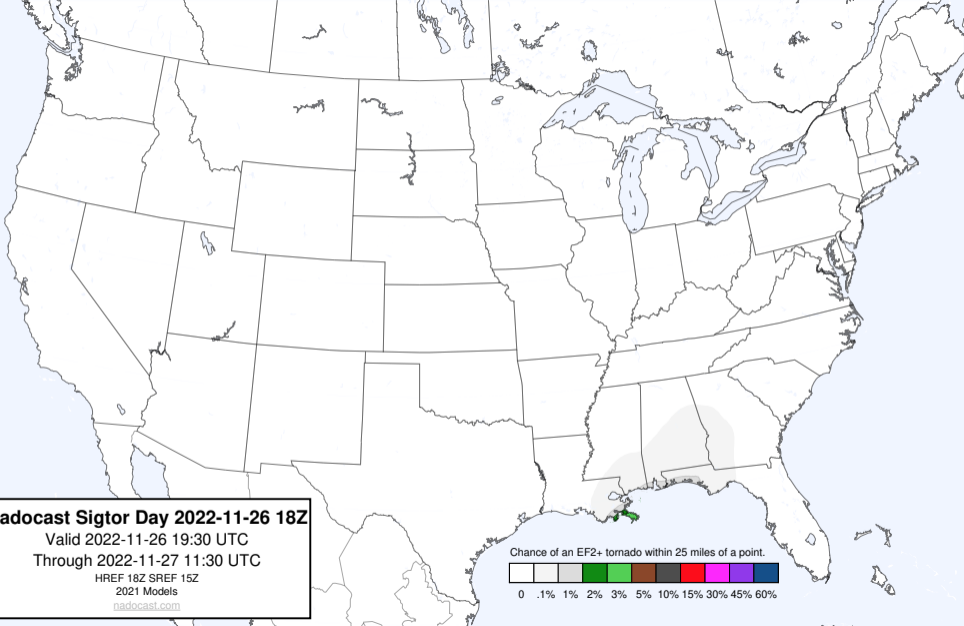 adocast Sigtor Day 2022-11-26 18Z
Valid 2022-11-26 19:30 UTC
Through 2022-11-27 11:30 UTC
HREF 18Z SREF 15Z
2021 Models
nadocast.com
Chance of an EF2+ tornado within 25 miles of a point.
0 .1% 1% 2% 3% 5% 10% 15% 30% 45% 60%